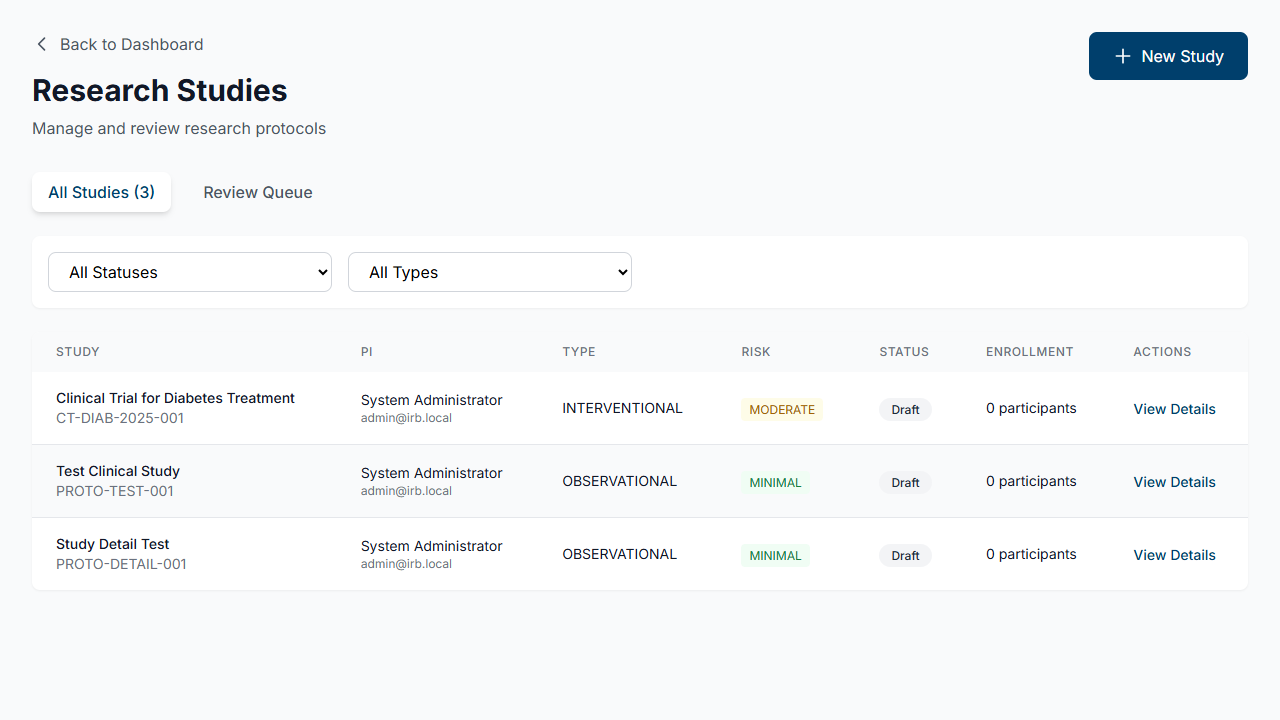 Back to Dashboard
New Study
Research Studies
Manage and review research protocols
All Studies (3)
Review Queue
All Statuses
All Types
STUDY PI TYPE RISK STATUS ENROLLMENT ACTIONS
Clinical Trial for Diabetes Treatment
CT-DIAB-2025-001
System Administrator
admin@irb.local
INTERVENTIONAL
MODERATE
Draft
0 participants
View Details
Test Clinical Study
PROTO-TEST-001
System Administrator
admin@irb.local
OBSERVATIONAL
MINIMAL
Draft
0 participants
View Details
Study Detail Test
PROTO-DETAIL-001
System Administrator
admin@irb.local
OBSERVATIONAL
MINIMAL
Draft
0 participants
View Details